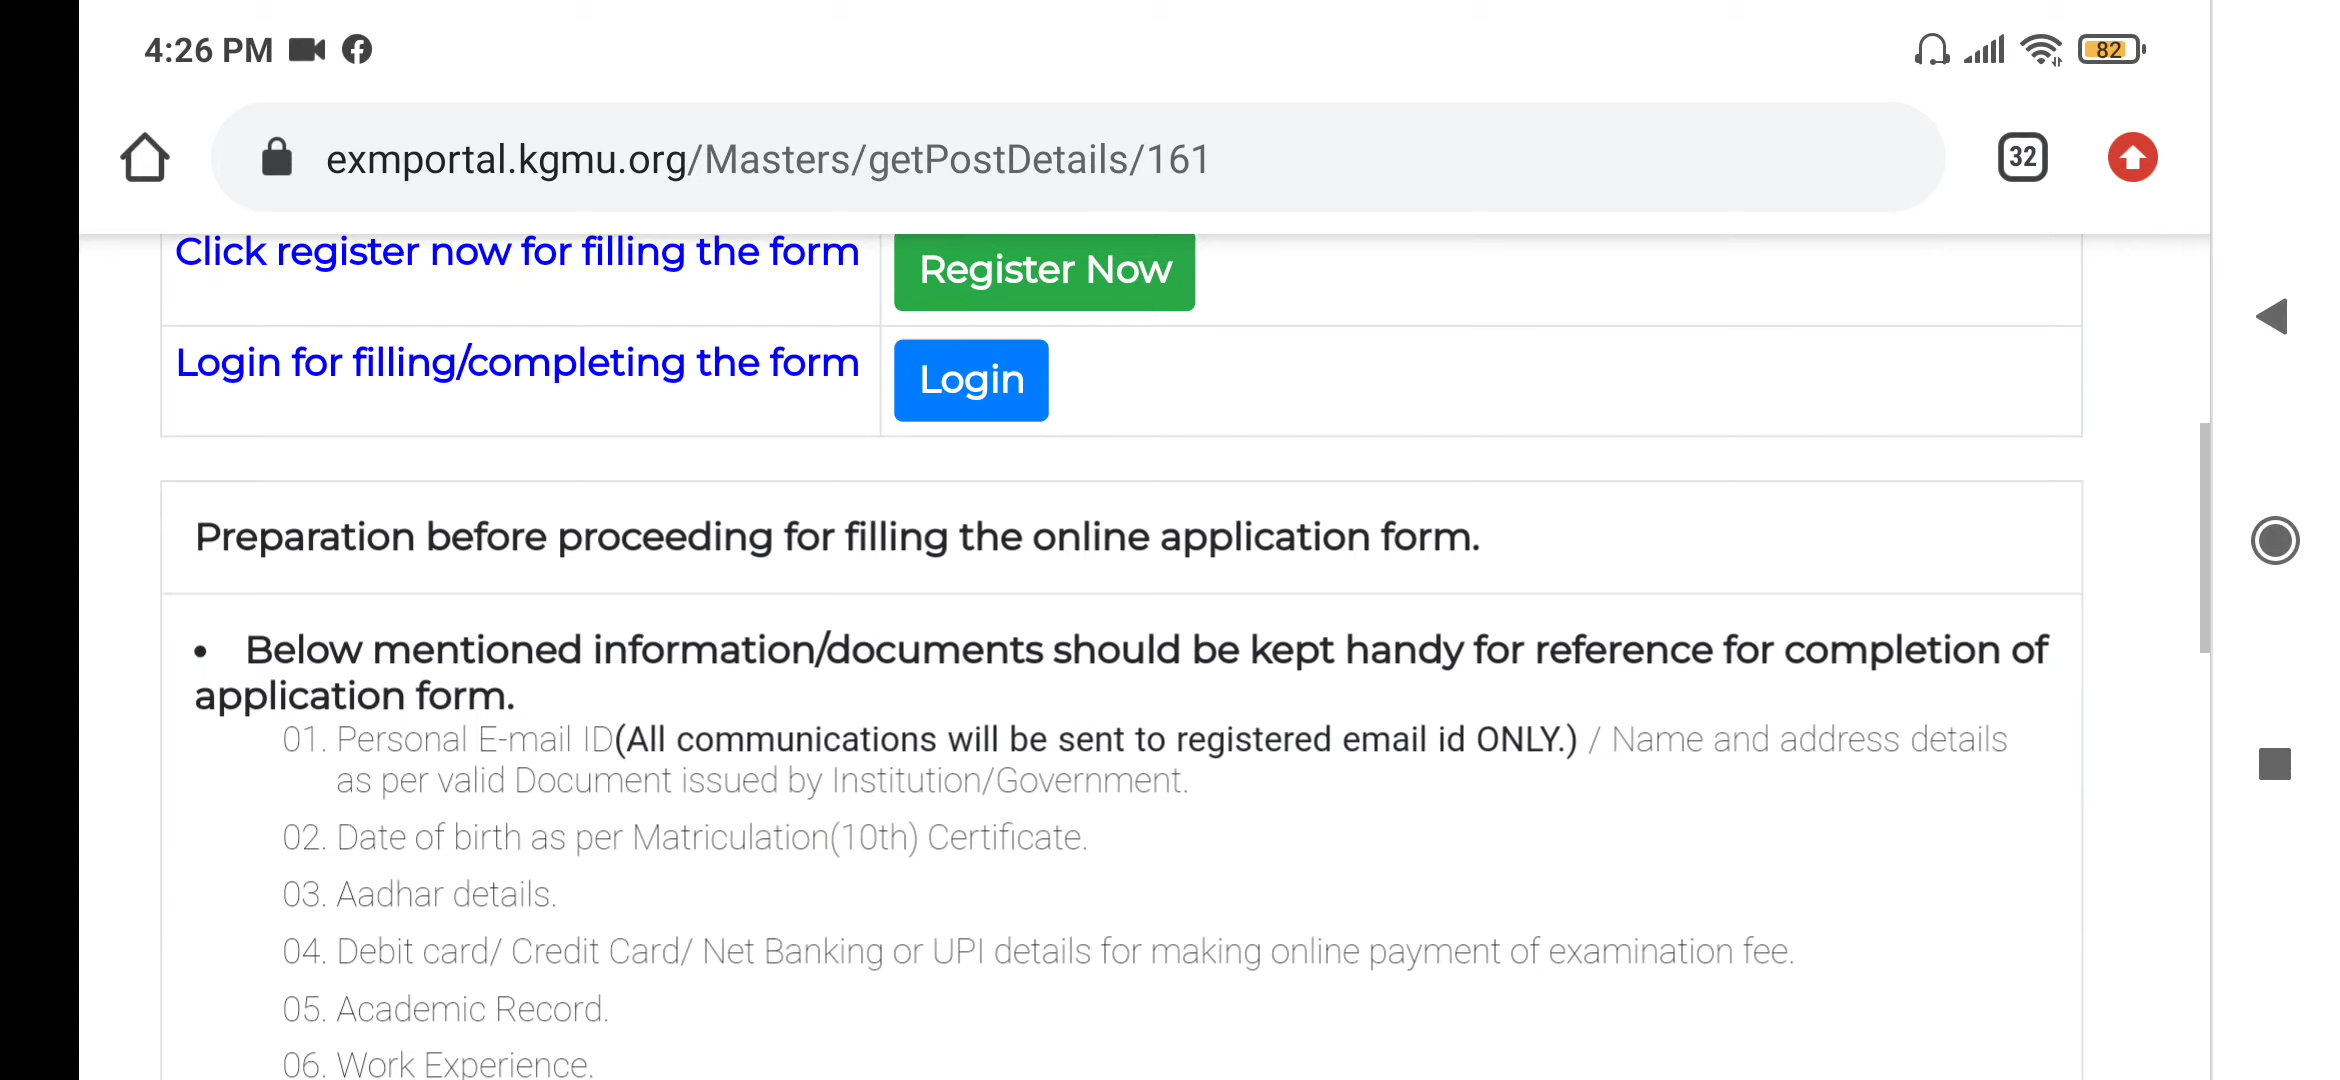 4:26 PM
82
exmportal.kgmu.org/Masters/getPostDetails/161
32
Click register now for filling the form
Register Now
Login for filling/completing the form
Login
Preparation before proceeding for filling the online application form.
• Below mentioned information/documents should be kept handy for reference for completion of
application form.
01. Personal E-mail ID(All communications will be sent to registered email id ONLY.) / Name and address details
as per valid Document issued by Institution/Government.
02. Date of birth as per Matriculation(10th) Certificate.
03. Aadhar details.
04. Debit card/ Credit Card/ Net Banking or UPI details for making online payment of examination fee.
05. Academic Record.
06. Work Experience.